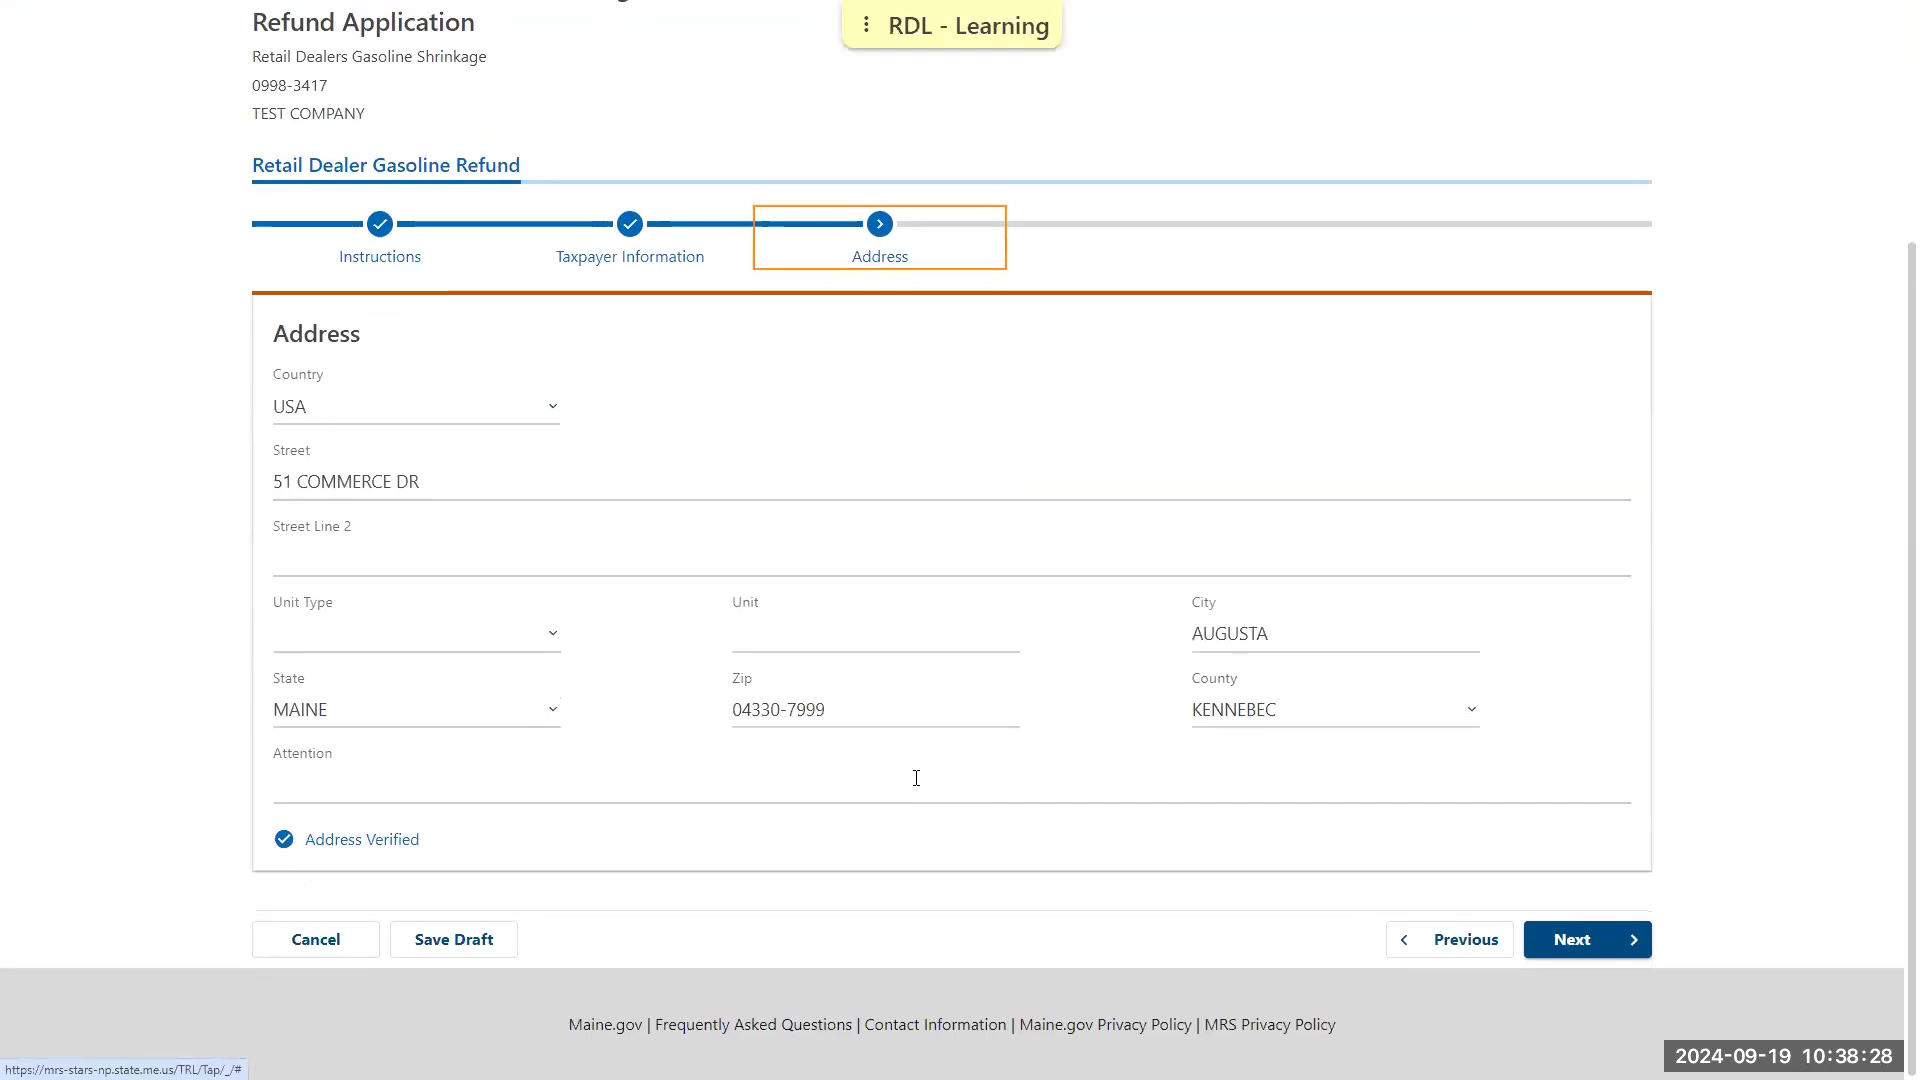 Refund Application
RDL - Learning
Retail Dealers Gasoline Shrinkage
0998-3417
TEST COMPANY
Retail Dealer Gasoline Refund
Instructions
Taxpayer Information
Address
Address
Country
USA
Street
51 COMMERCE DR
Street Line 2
Unit Type
Unit
City
AUGUSTA
State
Zip
County
MAINE
04330-7999
KENNEBEC
Attention
Address Verified
Cancel
Save Draft
Previous
Next
Maine.gov | Frequently Asked Questions | Contact Information | Maine.gov Privacy Policy | MRS Privacy Policy
2024-09-19 10:38:28
https://mrs-stars-np.state.me.us/TRL/Tap/_/#